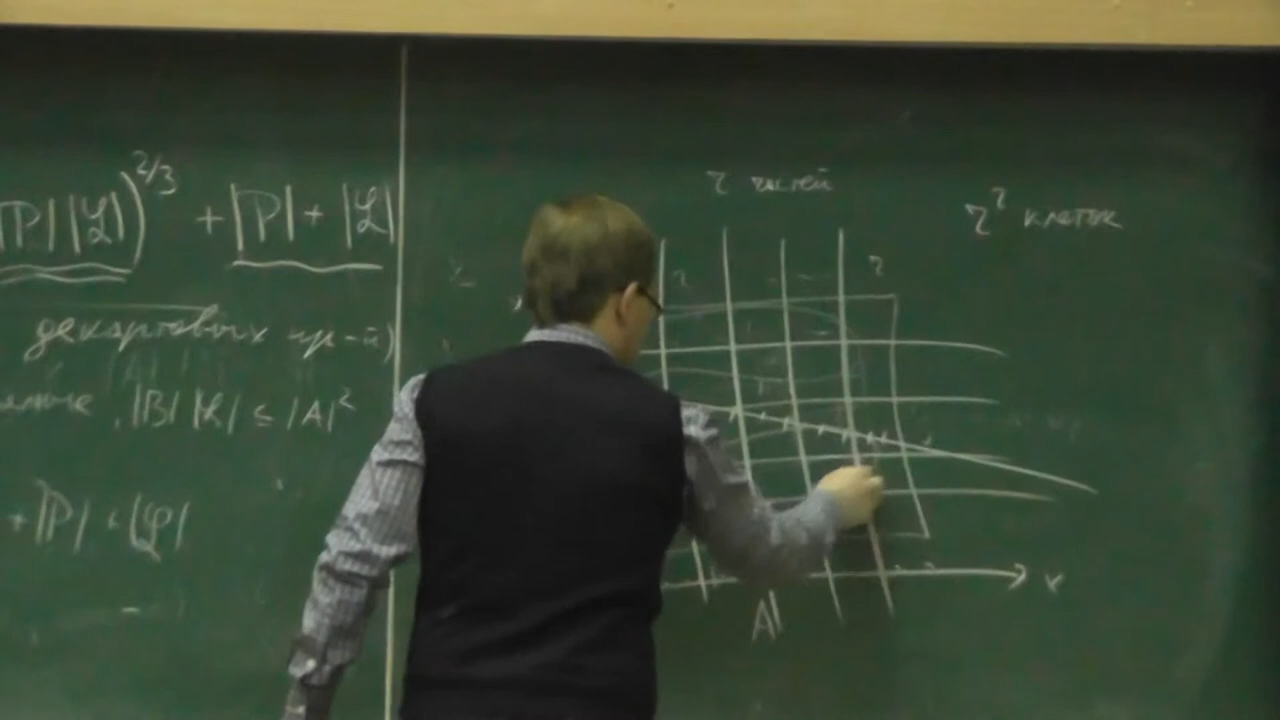 |P| |L|)^{2/3} + |P| + |L|
декартовых пр-й)
|B| |K| ≤ |A|^2
+ |P| + |φ|
r частей
r^2 клеток
A
x